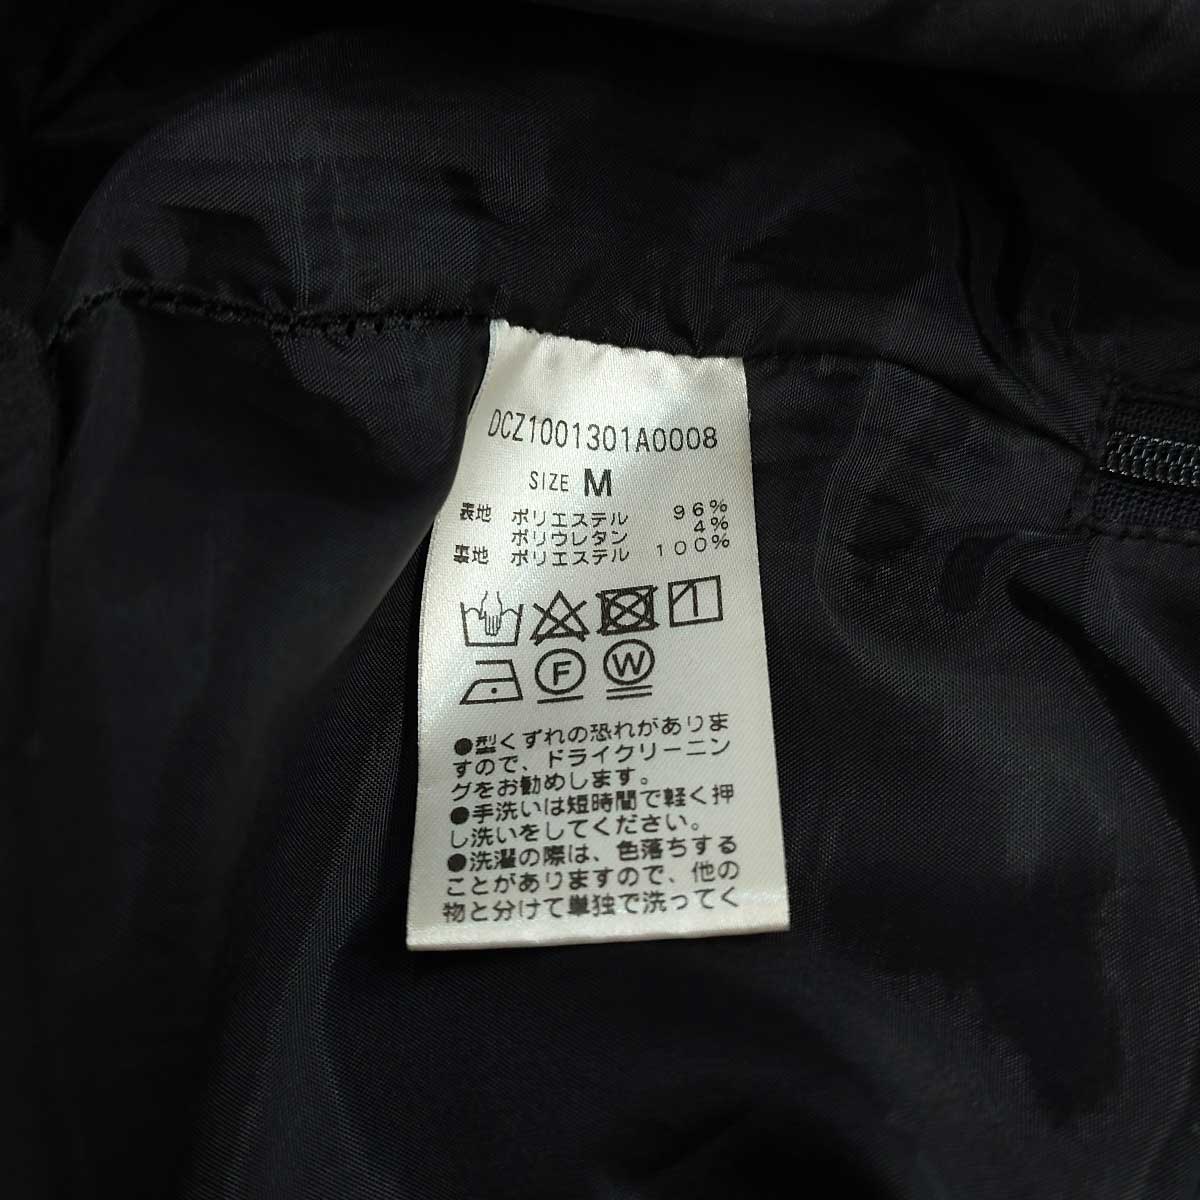 DCZ1001301A0008
SIZE M
表地 ポリエステル 96%
ポリウレタン 4%
裏地 ポリエステル 100%
F W
●型くずれの恐れがありま
すので、ドライクリーニン
グをお勧めします。
●手洗いは短時間で軽く押
し洗いをしてください。
●洗濯の際は、色落ちする
ことがありますので、他の
物と分けて単独で洗ってく